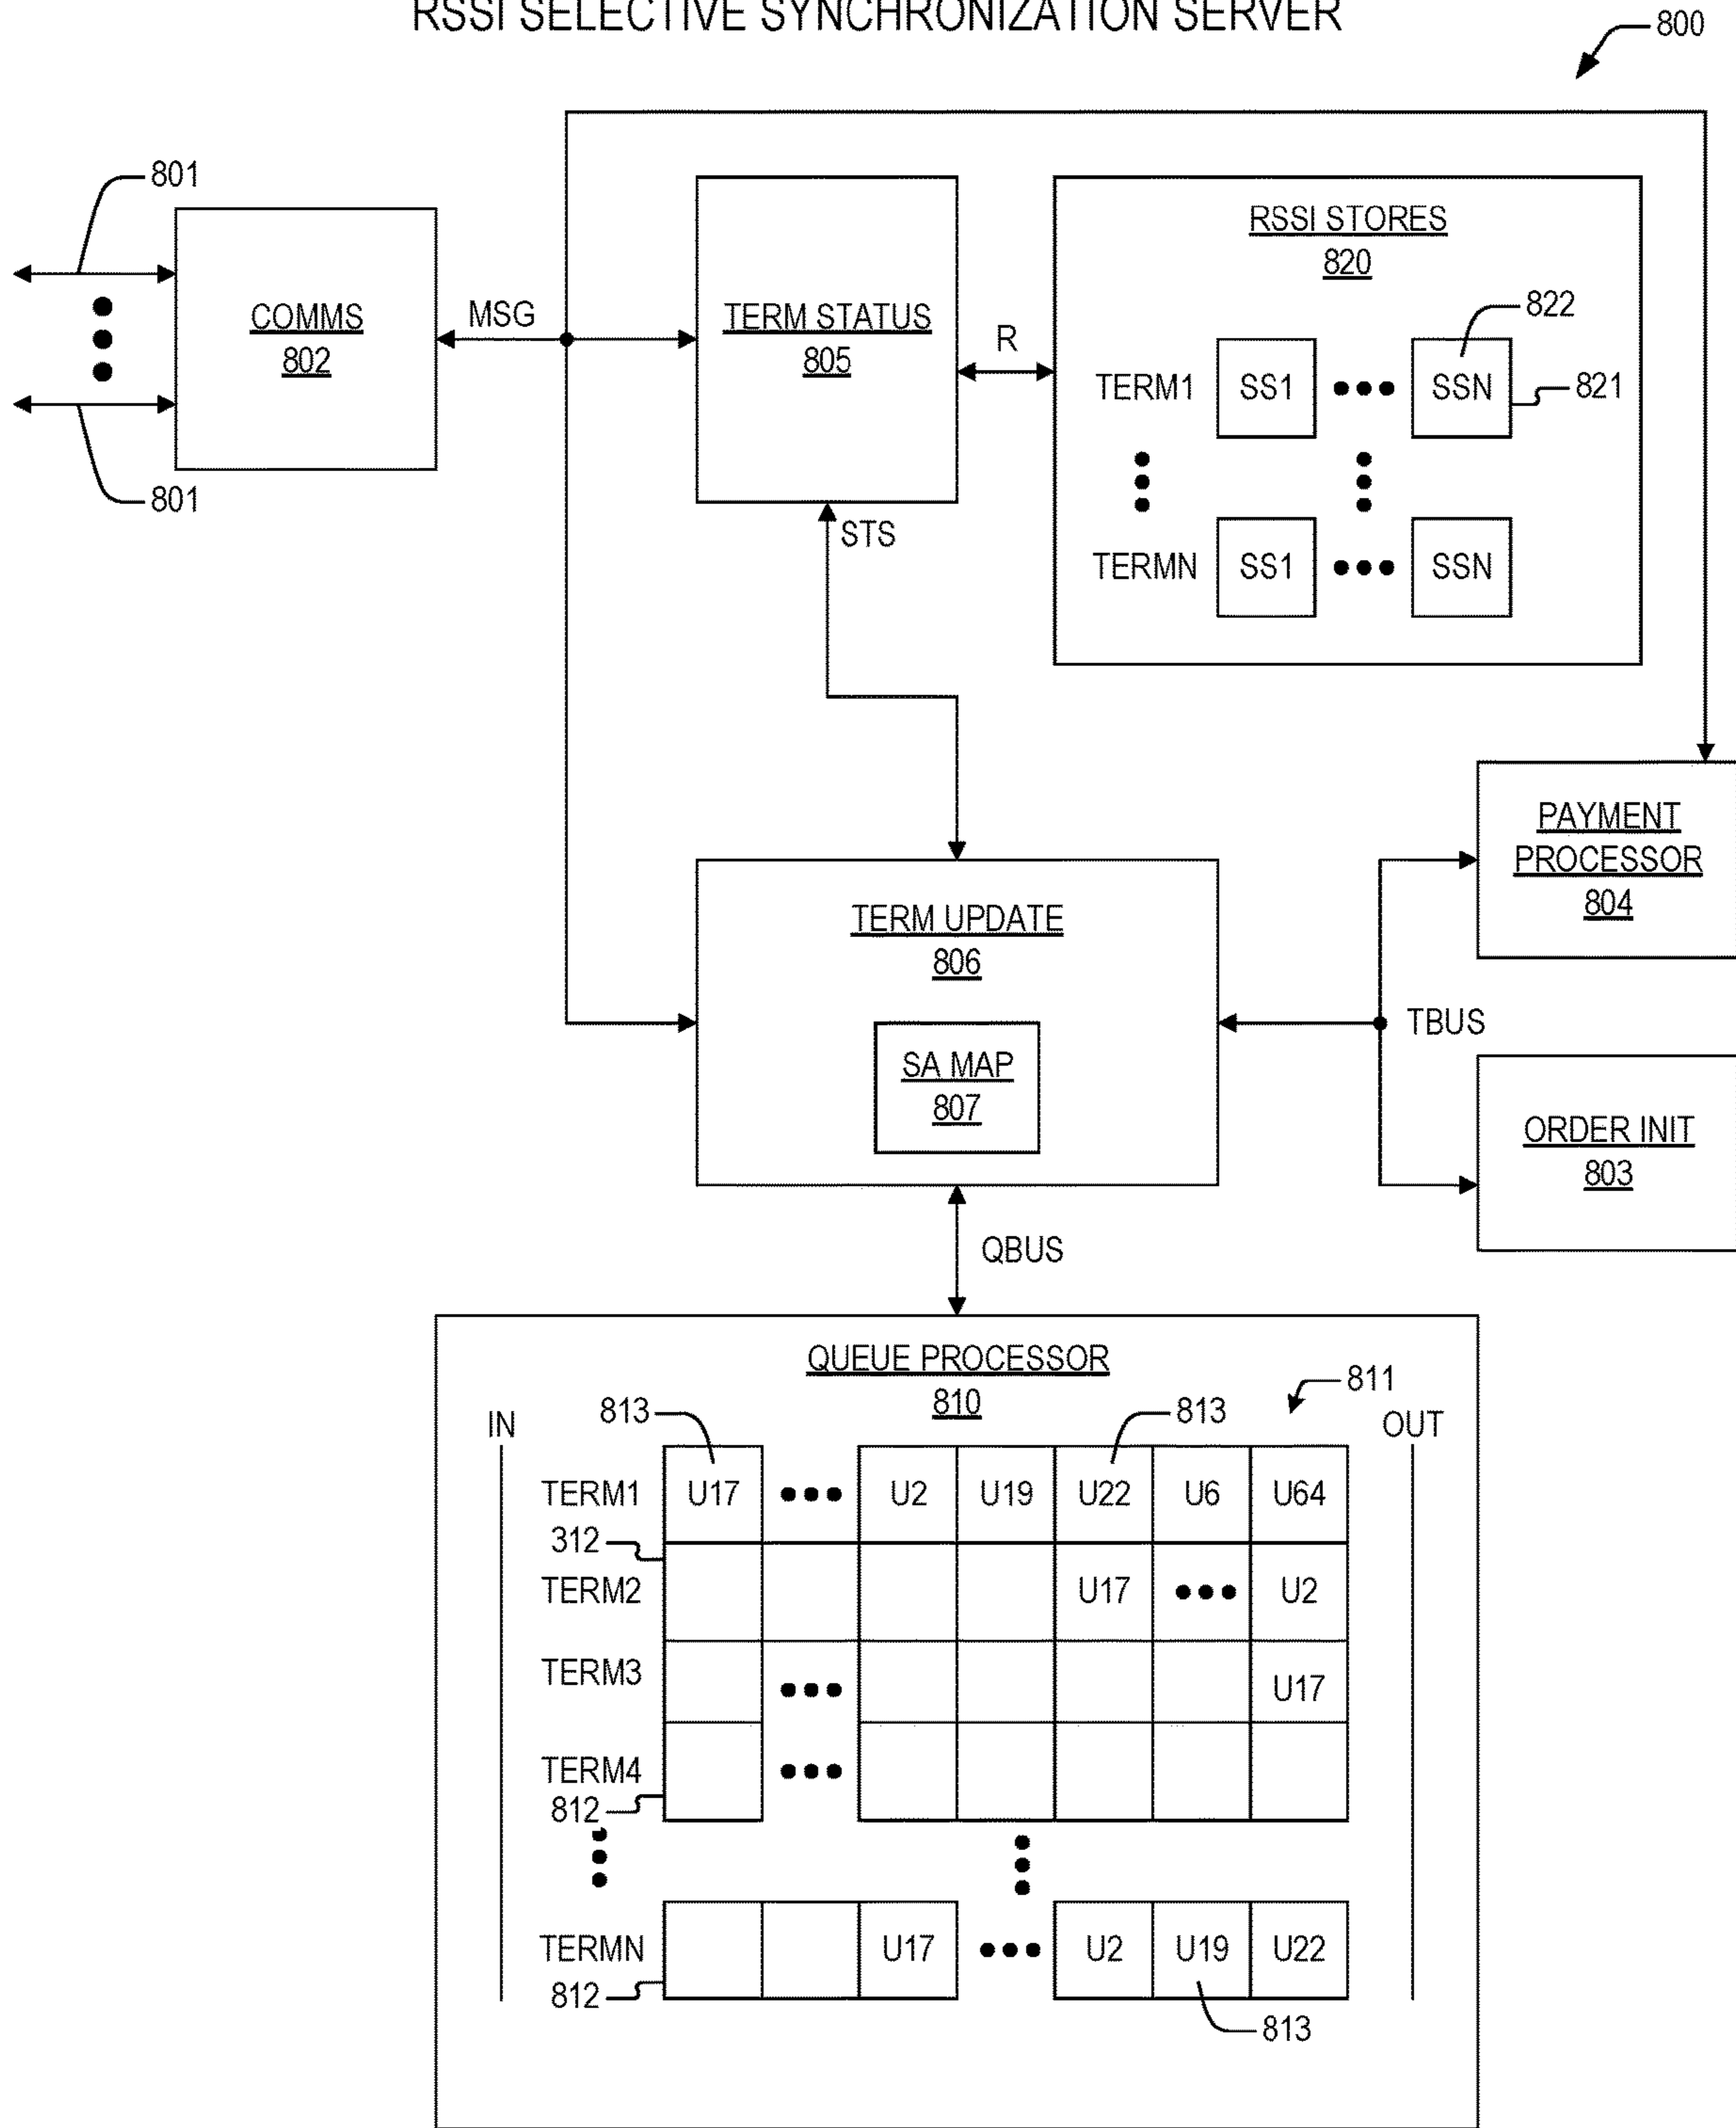 RSSI SELECTIVE SYNCHRONIZATION SERVER
800
801
801
COMMS
802
MSG
TERM STATUS
805
R
RSSI STORES
820
822
821
TERM1 SS1 SSN
TERMN SS1 SSN
STS
PAYMENT
PROCESSOR
804
TERM UPDATE
806
SA MAP
807
TBUS
ORDER INIT
803
QBUS
QUEUE PROCESSOR
810
811
813
813
IN
OUT
TERM1 U17 U2 U19 U22 U6 U64
312
TERM2 U17 U2
TERM3 U17
TERM4
812
TERMN U17 U2 U19 U22
812
813